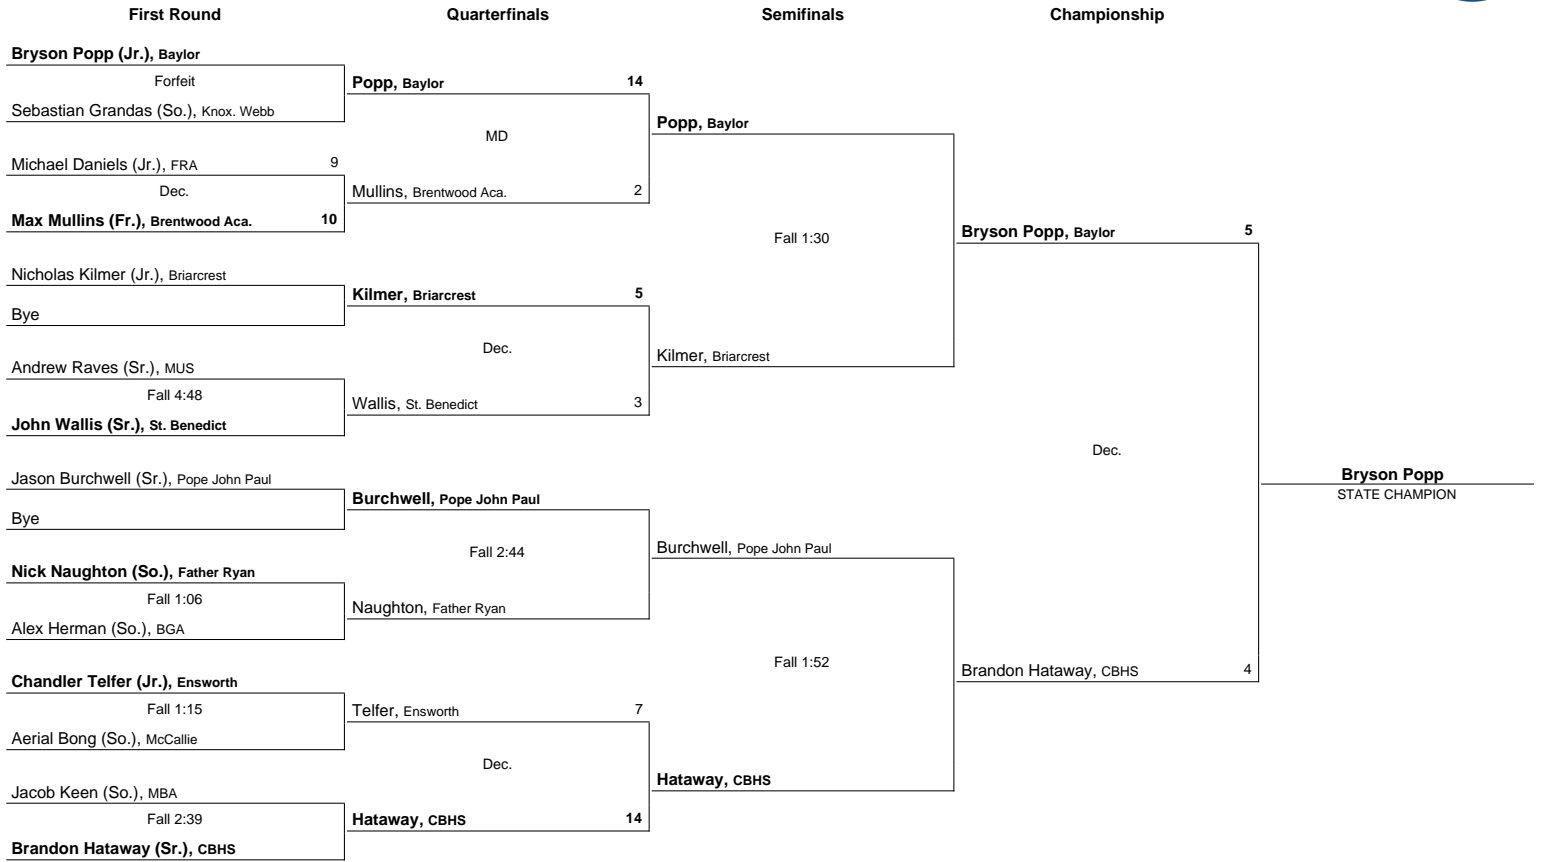 First Round
Quarterfinals
Semifinals
Championship
Bryson Popp (Jr.), Baylor
Forfeit
Sebastian Grandas (So.), Knox. Webb
Michael Daniels (Jr.), FRA 9
Dec.
Max Mullins (Fr.), Brentwood Aca. 10
Nicholas Kilmer (Jr.), Briarcrest
Bye
Andrew Raves (Sr.), MUS
Fall 4:48
John Wallis (Sr.), St. Benedict
Jason Burchwell (Sr.), Pope John Paul
Bye
Nick Naughton (So.), Father Ryan
Fall 1:06
Alex Herman (So.), BGA
Chandler Telfer (Jr.), Ensworth
Fall 1:15
Aerial Bong (So.), McCallie
Jacob Keen (So.), MBA
Fall 2:39
Brandon Hataway (Sr.), CBHS
Popp, Baylor 14
MD
Mullins, Brentwood Aca. 2
Kilmer, Briarcrest 5
Dec.
Wallis, St. Benedict 3
Burchwell, Pope John Paul
Fall 2:44
Naughton, Father Ryan
Telfer, Ensworth 7
Dec.
Hataway, CBHS 14
Popp, Baylor
Fall 1:30
Kilmer, Briarcrest
Burchwell, Pope John Paul
Fall 1:52
Hataway, CBHS
Bryson Popp, Baylor 5
Dec.
Brandon Hataway, CBHS 4
Bryson Popp
STATE CHAMPION